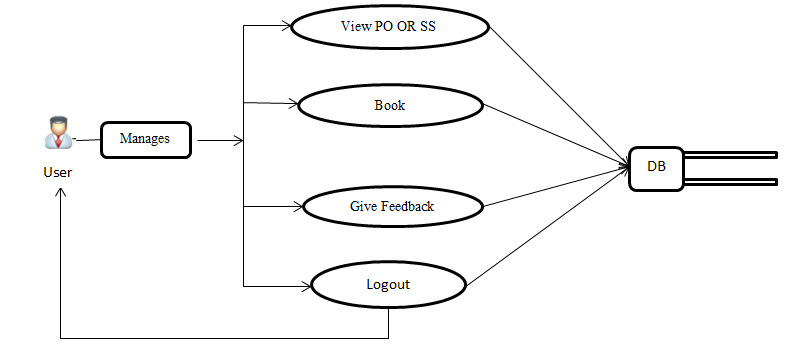 View PO OR SS
Book
Manages
User
DB
Give Feedback
Logout